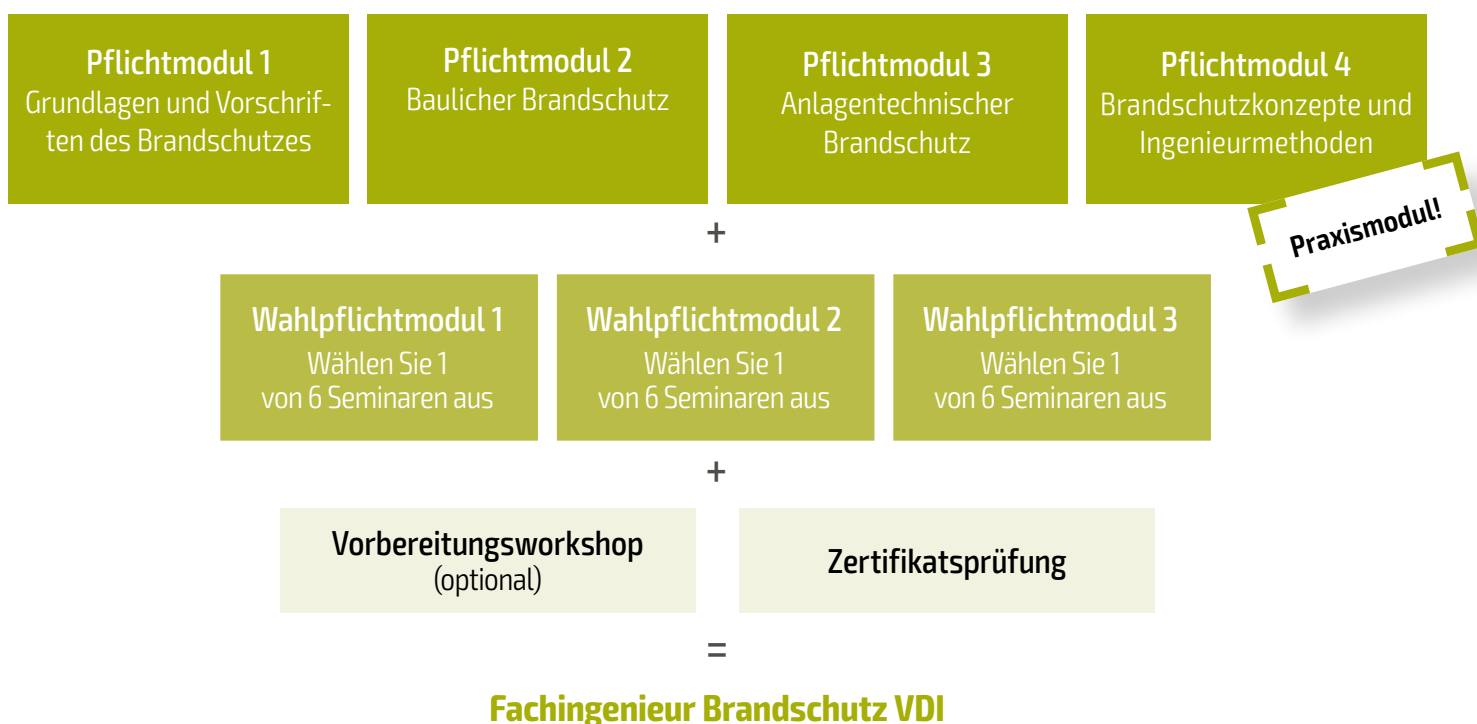 Pflichtmodul 1
Grundlagen und Vorschrif-
ten des Brandschutzes
Pflichtmodul 2
Baulicher Brandschutz
Pflichtmodul 3
Anlagentechnischer
Brandschutz
Pflichtmodul 4
Brandschutzkonzepte und
Ingenieurmethoden
Praxismodul!
+
Wahlpflichtmodul 1
Wählen Sie 1
von 6 Seminaren aus
Wahlpflichtmodul 2
Wählen Sie 1
von 6 Seminaren aus
Wahlpflichtmodul 3
Wählen Sie 1
von 6 Seminaren aus
+
Vorbereitungsworkshop
(optional)
Zertifikatsprüfung
=
Fachingenieur Brandschutz VDI